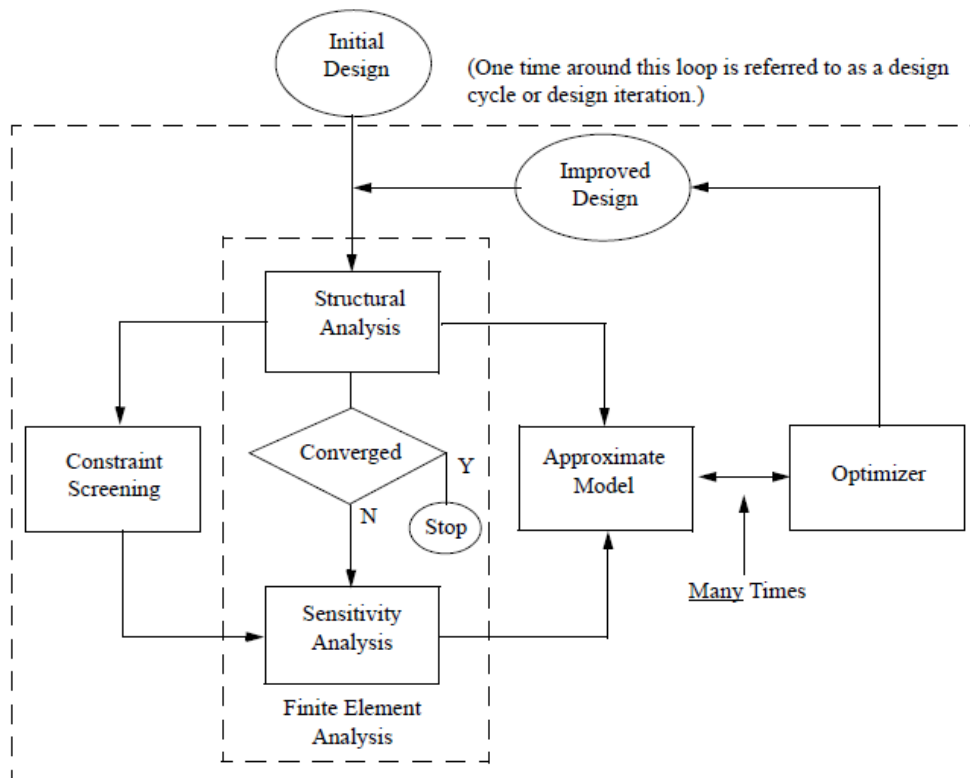 Initial
Design
(One time around this loop is referred to as a design
cycle or design iteration.)
Improved
Design
Structural
Analysis
Constraint
Screening
Converged
Y
N
Stop
Approximate
Model
Optimizer
Many Times
Sensitivity
Analysis
Finite Element
Analysis